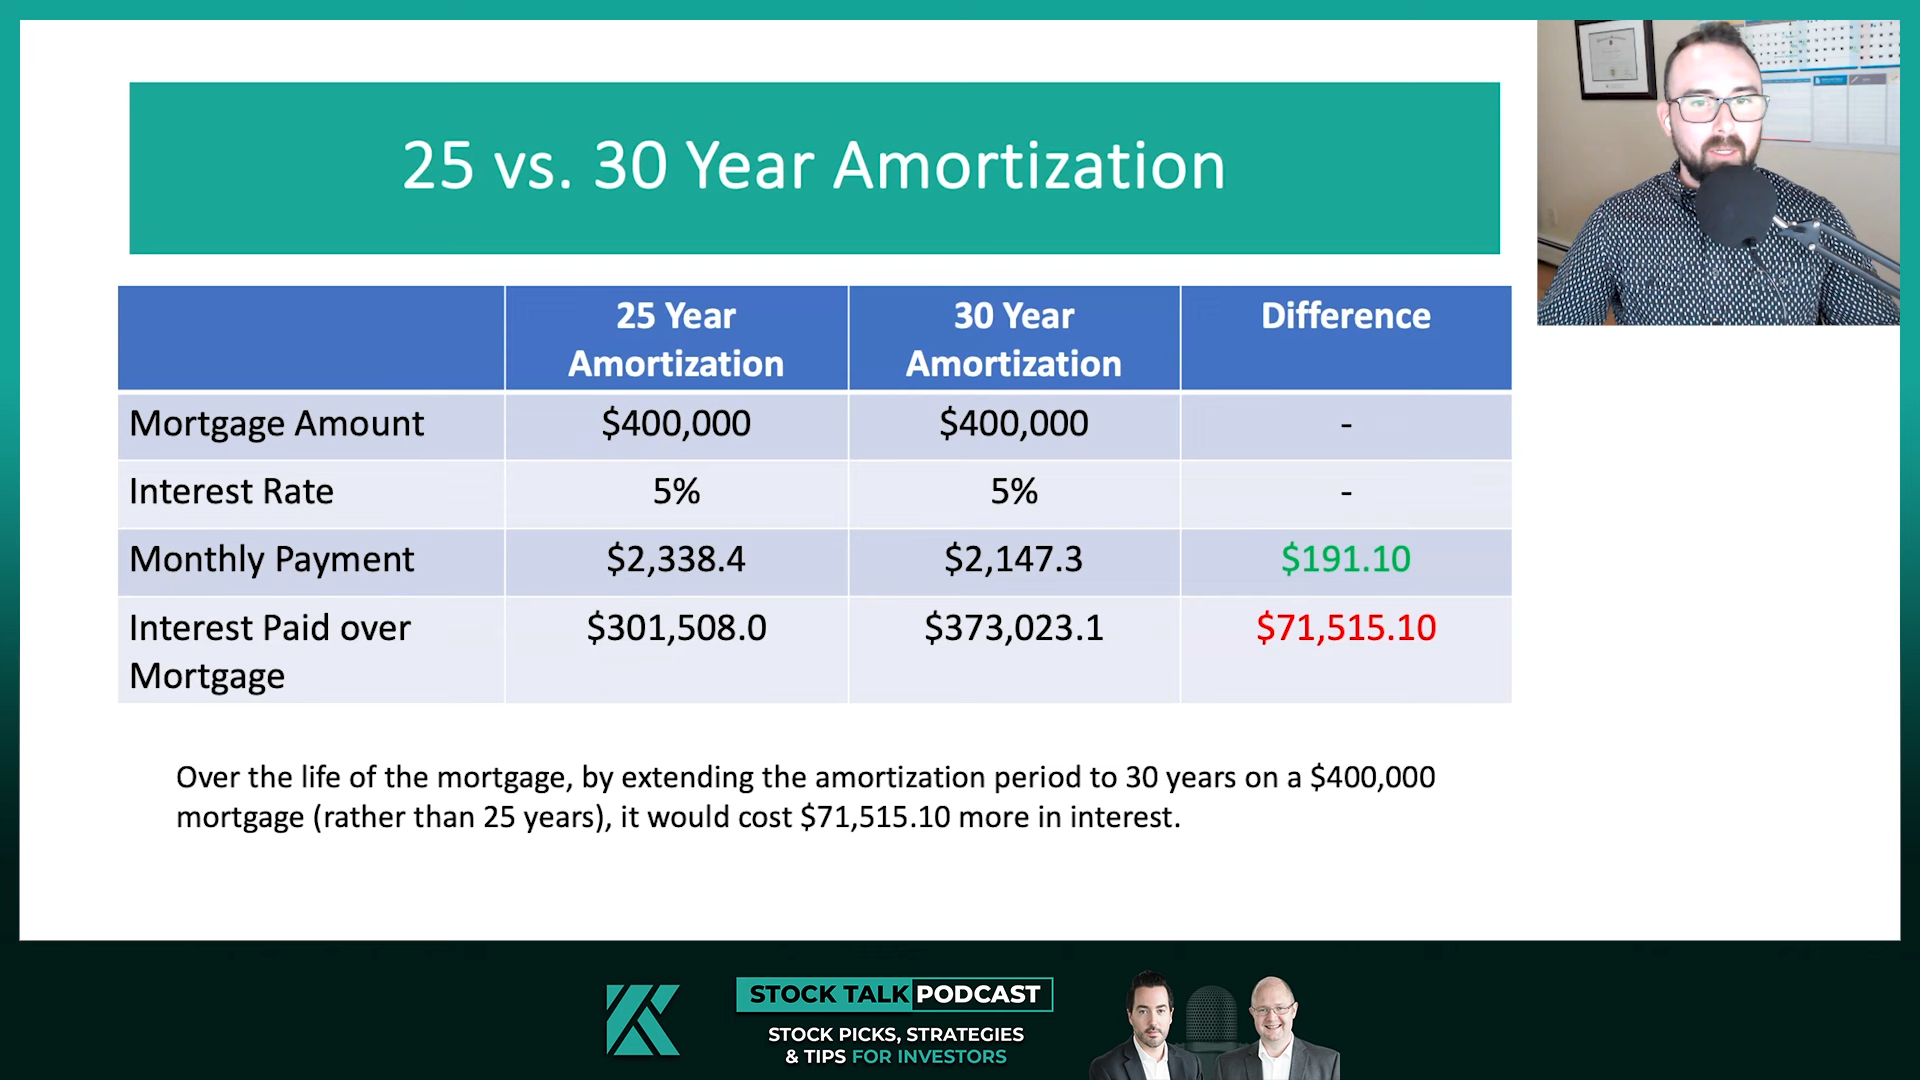 25 vs. 30 Year Amortization
25 Year
Amortization
30 Year
Amortization
Difference
Mortgage Amount
$400,000
$400,000
-
Interest Rate
5%
5%
-
Monthly Payment
$2,338.4
$2,147.3
$191.10
Interest Paid over
Mortgage
$301,508.0
$373,023.1
$71,515.10
Over the life of the mortgage, by extending the amortization period to 30 years on a $400,000
mortgage (rather than 25 years), it would cost $71,515.10 more in interest.
STOCK TALK PODCAST
STOCK PICKS, STRATEGIES
& TIPS FOR INVESTORS